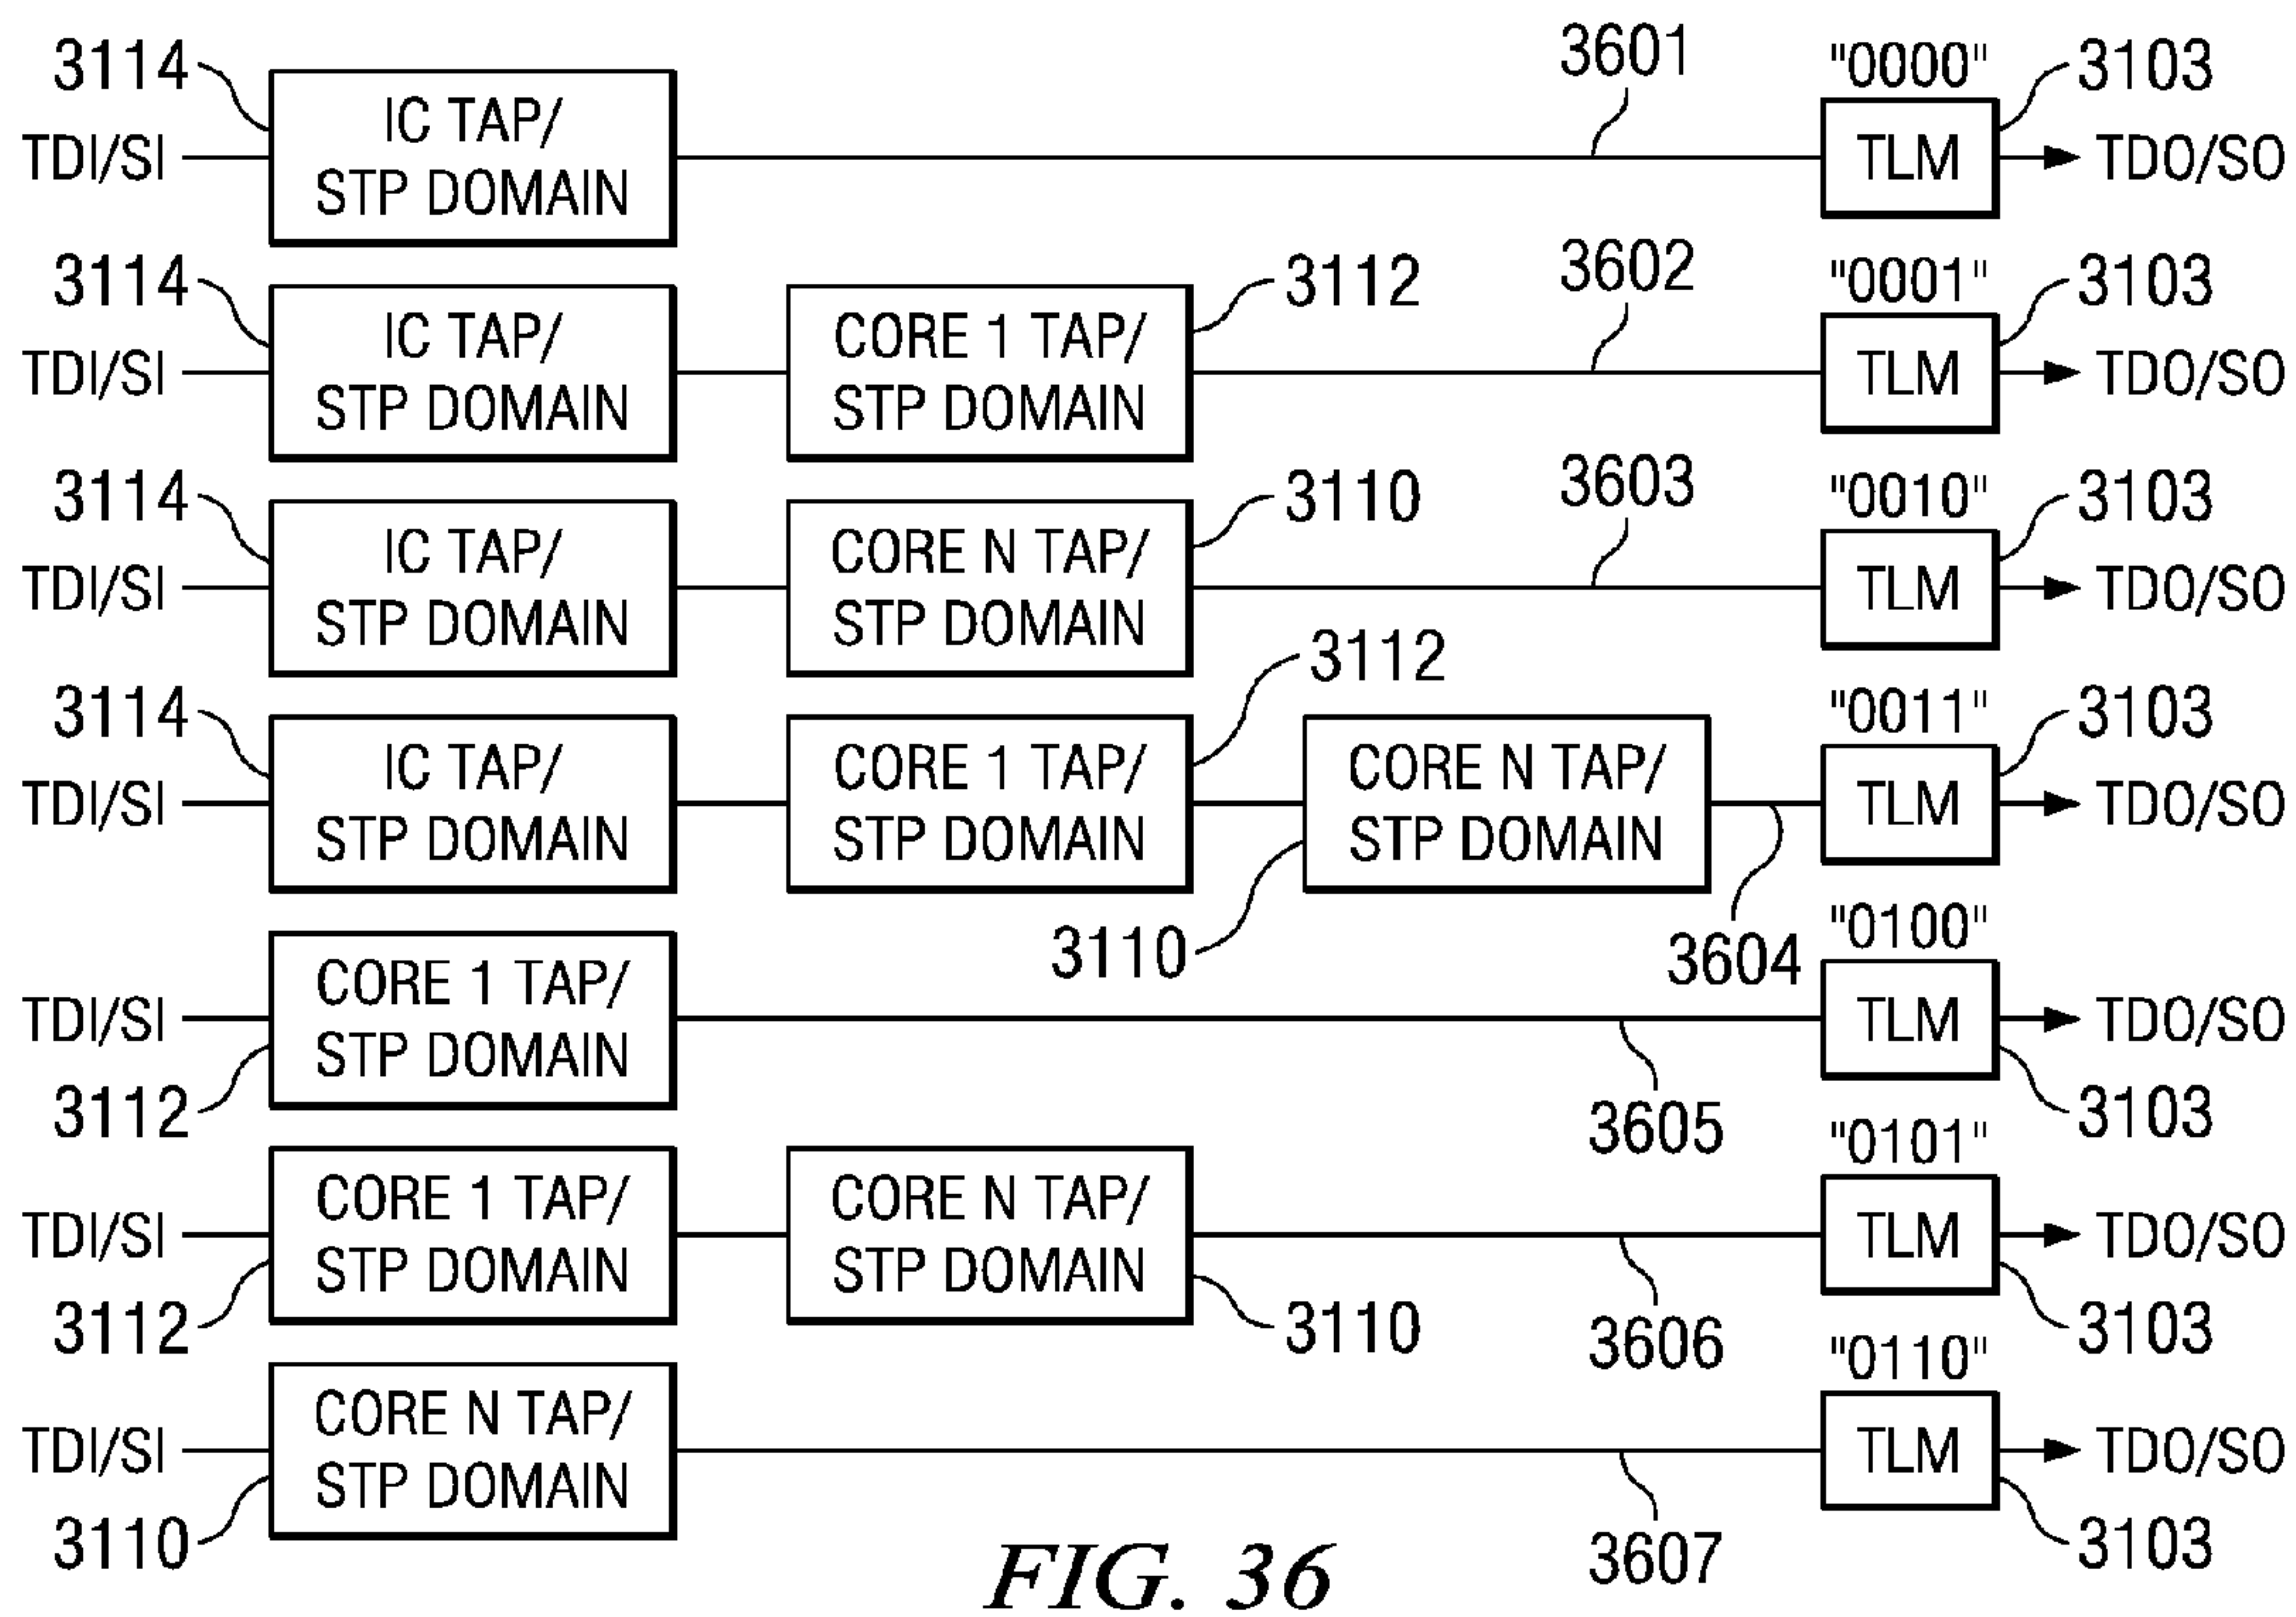 3114
3601
"0000"
3103
TDI/SI
IC TAP/
STP DOMAIN
TLM
TDO/SO
3114
3112
3602
"0001"
3103
TDI/SI
IC TAP/
STP DOMAIN
CORE 1 TAP/
STP DOMAIN
TLM
TDO/SO
3114
3110
3603
"0010"
3103
TDI/SI
IC TAP/
STP DOMAIN
CORE N TAP/
STP DOMAIN
TLM
TDO/SO
3114
3112
"0011"
3103
TDI/SI
IC TAP/
STP DOMAIN
CORE 1 TAP/
STP DOMAIN
CORE N TAP/
STP DOMAIN
TLM
TDO/SO
3110
3604
"0100"
TDI/SI
CORE 1 TAP/
STP DOMAIN
TLM
TDO/SO
3112
3605
3103
"0101"
TDI/SI
CORE 1 TAP/
STP DOMAIN
CORE N TAP/
STP DOMAIN
TLM
TDO/SO
3112
3110
3606
3103
"0110"
TDI/SI
CORE N TAP/
STP DOMAIN
TLM
TDO/SO
3110
3607
3103
FIG. 36